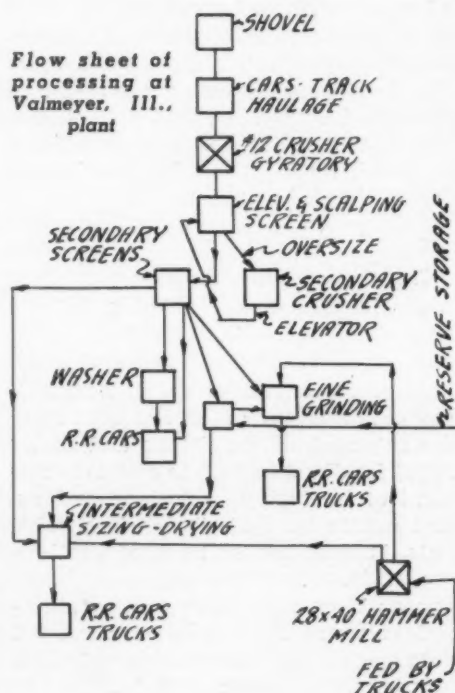 Flow sheet of
processing at
Valmeyer, Ill.,
plant
SHOVEL
CARS- TRACK
HAULAGE
#12 CRUSHER
GYRATORY
ELEV. & SCALPING
SCREEN
OVERSIZE
SECONDARY
SCREENS
SECONDARY
CRUSHER
ELEVATOR
RESERVE STORAGE
WASHER
FINE
GRINDING
R.R. CARS
R.R. CARS
TRUCKS
INTERMEDIATE
SIZING-DRYING
R.R. CARS
TRUCKS
28x40 HAMMER
MILL
FED BY
TRUCKS